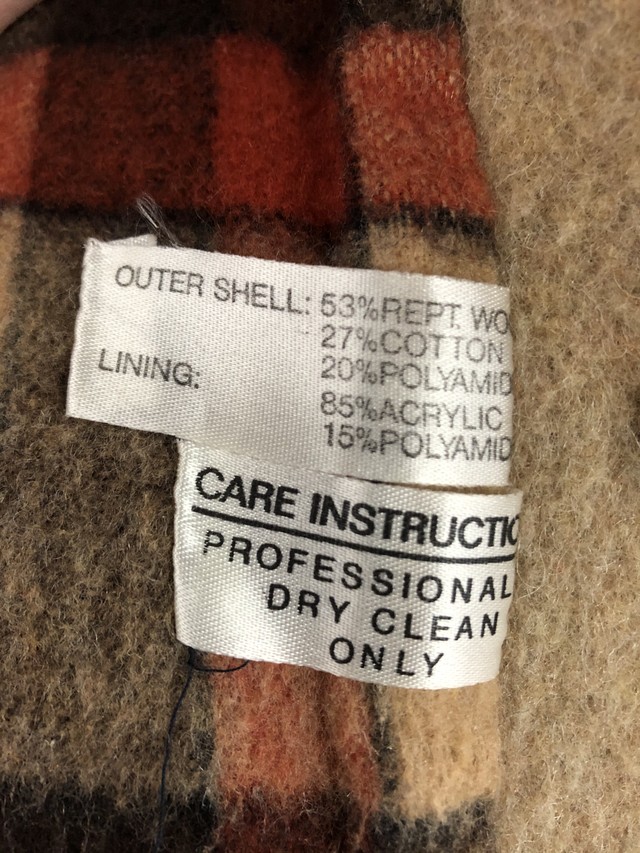 OUTER SHELL: 53%REPT. WO
27%COTTON
20%POLYAMID
LINING:
85%ACRYLIC
15%POLYAMID
CARE INSTRUCTIO
PROFESSIONAL
DRY CLEAN
ONLY